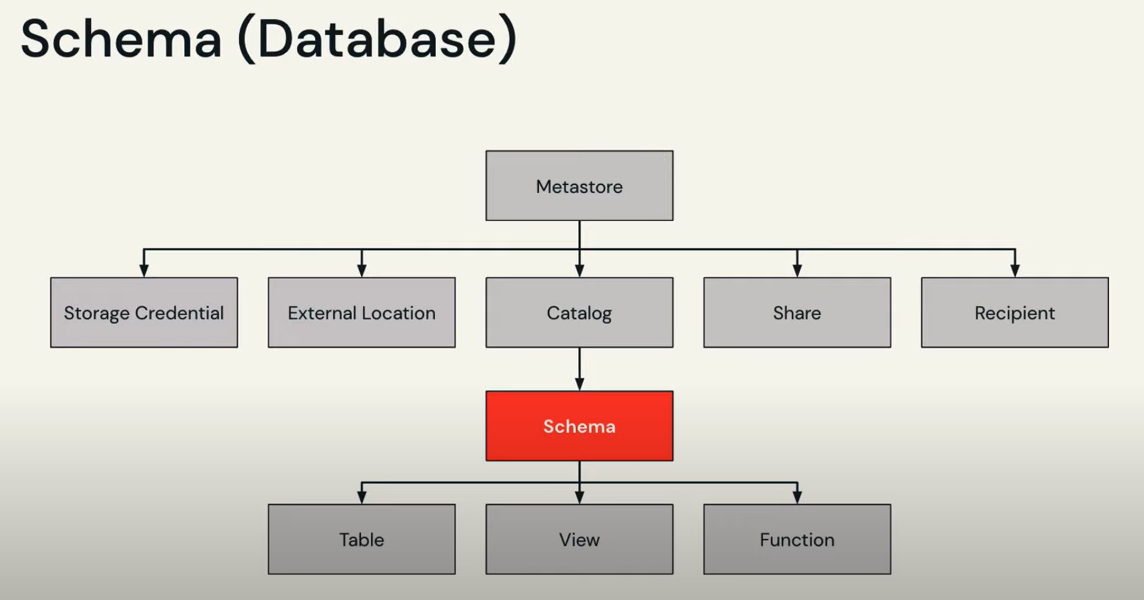 Schema (Database)
Metastore
Storage Credential
External Location
Catalog
Share
Recipient
Schema
Table
View
Function